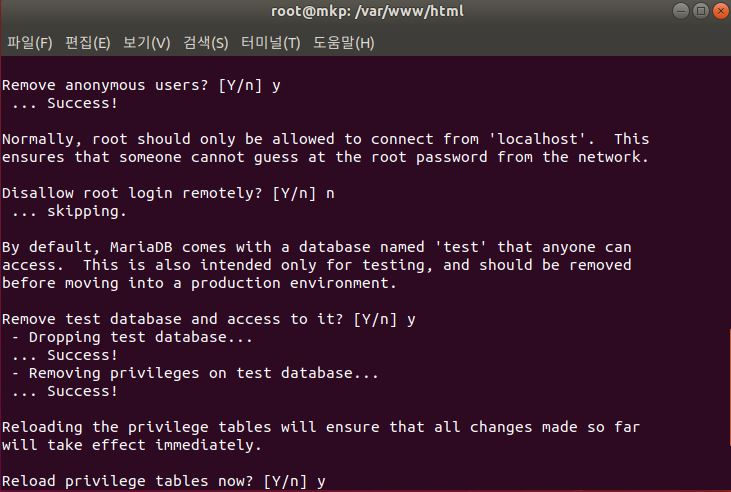 root@mkp: /var/www/html
파일(F) 편집(E) 보기(V) 검색(S) 터미널(T) 도움말(H)
Remove anonymous users? [Y/n] y
 ... Success!
Normally, root should only be allowed to connect from 'localhost'.  This
ensures that someone cannot guess at the root password from the network.
Disallow root login remotely? [Y/n] n
 ... skipping.
By default, MariaDB comes with a database named 'test' that anyone can
access.  This is also intended only for testing, and should be removed
before moving into a production environment.
Remove test database and access to it? [Y/n] y
 - Dropping test database...
 ... Success!
 - Removing privileges on test database...
 ... Success!
Reloading the privilege tables will ensure that all changes made so far
will take effect immediately.
Reload privilege tables now? [Y/n] y